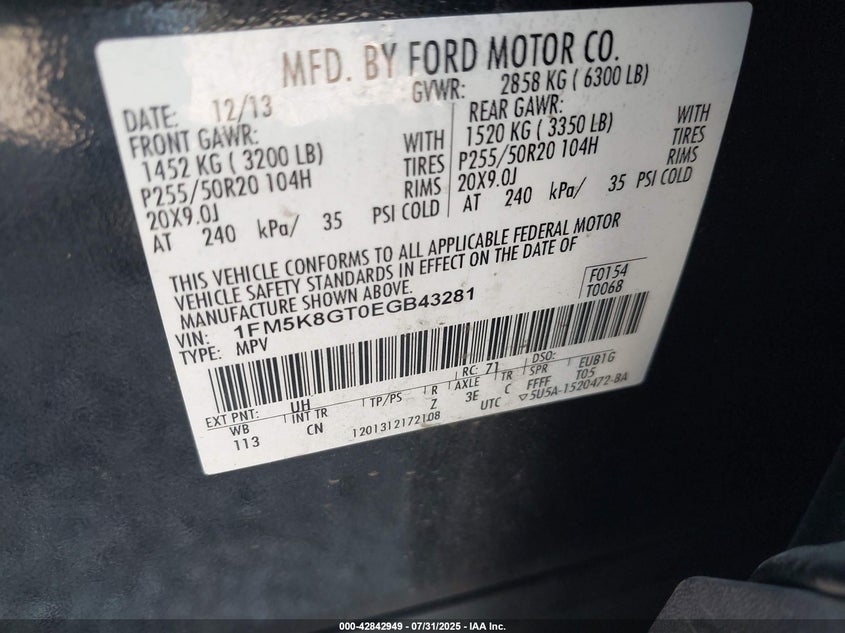 MFD. BY FORD MOTOR CO.
DATE: 12/13
GVWR: 2858 KG ( 6300 LB)
FRONT GAWR:
1452 KG ( 3200 LB)
P255/50R20 104H
20X9.0J
WITH
TIRES
RIMS
AT 240 kPa/ 35 PSI COLD
REAR GAWR:
1520 KG ( 3350 LB)
P255/50R20 104H
20X9.0J
WITH
TIRES
RIMS
AT 240 kPa/ 35 PSI COLD
THIS VEHICLE CONFORMS TO ALL APPLICABLE FEDERAL MOTOR
VEHICLE SAFETY STANDARDS IN EFFECT ON THE DATE OF
MANUFACTURE SHOWN ABOVE.
F0154
T0068
VIN: 1FM5K8GT0EGB43281
TYPE: MPV
EXT PNT: UH
RC: 71
DSO:
WB
113
INT TR
CN
TP/PS
R
Z
AXLE
3E
TR
C
SPR
FFFF
EUB1G
T05
1201312172108
UTC ▽5U5A-1520472-BA
000-42842949 - 07/31/2025 - IAA Inc.